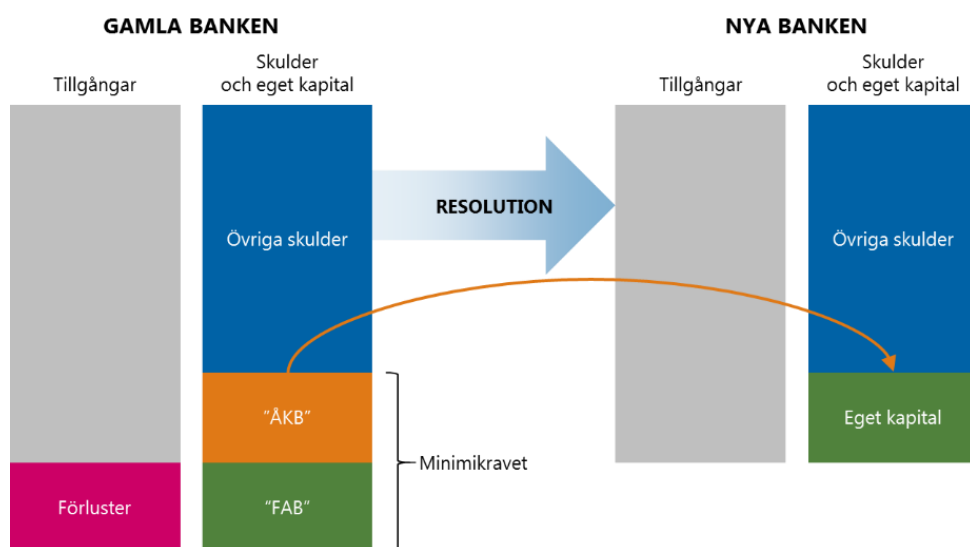 GAMLA BANKEN
NYA BANKEN
Tillgångar
Skulder
och eget kapital
Tillgångar
Skulder
och eget kapital
Övriga skulder
RESOLUTION
Övriga skulder
"ÅKB"
Eget kapital
Minimikravet
Förluster
"FAB"